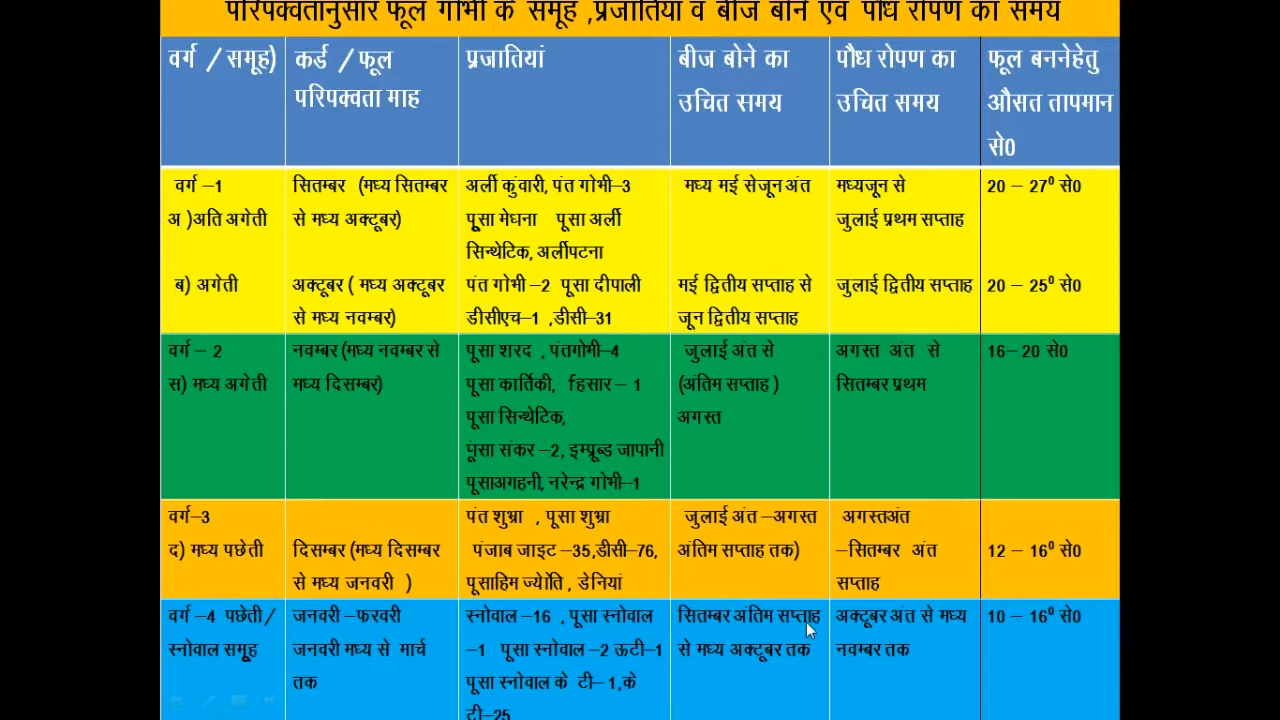 परिपक्वतानुसार फूल गोभी के समूह ,प्रजातियां व बीज बोने एवं पौध रोपण का समय
वर्ग /समूह)
कर्ड /फूल
परिपक्वता माह
प्रजातियां
बीज बोने का
उचित समय
पौध रोपण का
उचित समय
फूल बननेहेतु
औसत तापमान
से0
वर्ग –1
अ )अति अगेती
सितम्बर (मध्य सितम्बर
से मध्य अक्टूबर)
अर्ली कुंवारी, पंत गोभी–3
पूसा मेघना पूसा अर्ली
सिन्थेटिक, अर्लीपटना
मध्य मई सेजून अंत
मध्यजून से
जुलाई प्रथम सप्ताह
20 – 27⁰ से0
ब) अगेती
अक्टूबर ( मध्य अक्टूबर
से मध्य नवम्बर)
पंत गोभी –2 पूसा दीपाली
डीसीएच–1 ,डीसी–31
मई द्वितीय सप्ताह से
जून द्वितीय सप्ताह
जुलाई द्वितीय सप्ताह
20 – 25⁰ से0
वर्ग – 2
स) मध्य अगेती
नवम्बर (मध्य नवम्बर से
मध्य दिसम्बर)
पूसा शरद , पंतगोभी–4
पूसा कार्तिकी, हिसार – 1
पूसा सिन्थेटिक,
पूसा संकर –2, इम्प्रूब्ड जापानी
पूसाअगहनी, नरेन्द्र गोभी–1
जुलाई अंत से
(अंतिम सप्ताह )
अगस्त
अगस्त अंत से
सितम्बर प्रथम
16–20 से0
वर्ग–3
द) मध्य पछेती
दिसम्बर (मध्य दिसम्बर
से मध्य जनवरी )
पंत शुभ्रा , पूसा शुभ्रा
पंजाब जाइट –35,डीसी–76,
पूसाहिम ज्योति , डेनियां
जुलाई अंत –अगस्त
अंतिम सप्ताह तक)
अगस्तअंत
–सितम्बर अंत
सप्ताह
12 – 16⁰ से0
वर्ग –4 पछेती/
स्नोवाल समूह
जनवरी –फरवरी
जनवरी मध्य से मार्च
तक
स्नोवाल –16 , पूसा स्नोवाल
–1 पूसा स्नोवाल –2 ऊटी–1
पूसा स्नोवाल के टी– 1,के
टी–25
सितम्बर अंतिम सप्ताह
से मध्य अक्टूबर तक
अक्टूबर अंत से मध्य
नवम्बर तक
10 – 16⁰ से0